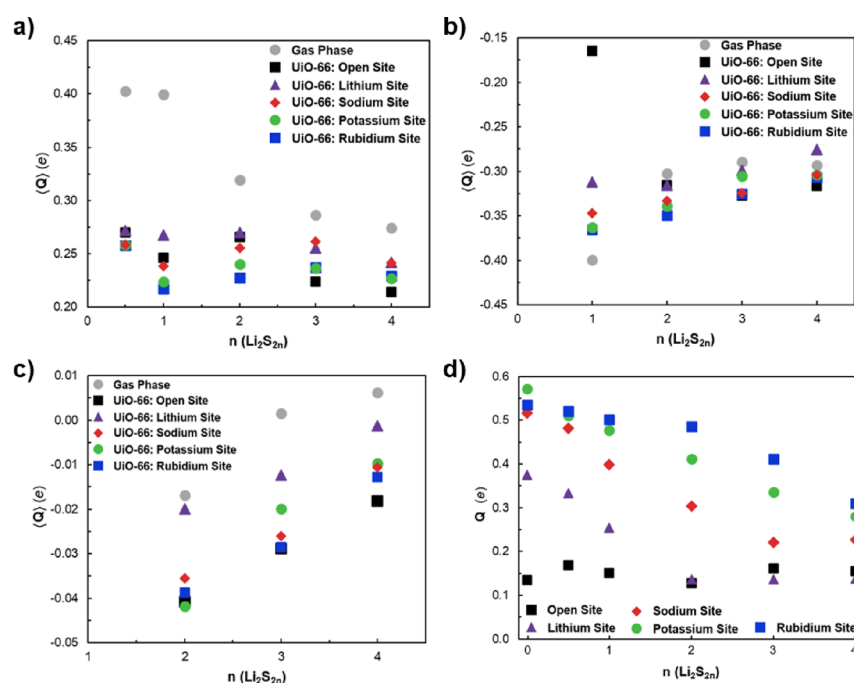 a)
0.45
0.40
0.35
0.30
0.25
0.20
⟨Q⟩ (e)
Gas Phase
UiO-66: Open Site
UiO-66: Lithium Site
UiO-66: Sodium Site
UiO-66: Potassium Site
UiO-66: Rubidium Site
0 1 2 3 4
n (Li₂S₂ₙ)
b)
-0.15
-0.20
-0.25
-0.30
-0.35
-0.40
-0.45
⟨Q⟩ (e)
Gas Phase
UiO-66: Open Site
UiO-66: Lithium Site
UiO-66: Sodium Site
UiO-66: Potassium Site
UiO-66: Rubidium Site
0 1 2 3 4
n (Li₂S₂ₙ)
c)
0.01
0.00
-0.01
-0.02
-0.03
-0.04
-0.05
⟨Q⟩ (e)
Gas Phase
UiO-66: Open Site
UiO-66: Lithium Site
UiO-66: Sodium Site
UiO-66: Potassium Site
UiO-66: Rubidium Site
1 2 3 4
n (Li₂S₂ₙ)
d)
0.6
0.5
0.4
0.3
0.2
0.1
0.0
Q (e)
Open Site Sodium Site
Lithium Site Potassium Site Rubidium Site
0 1 2 3 4
n (Li₂S₂ₙ)